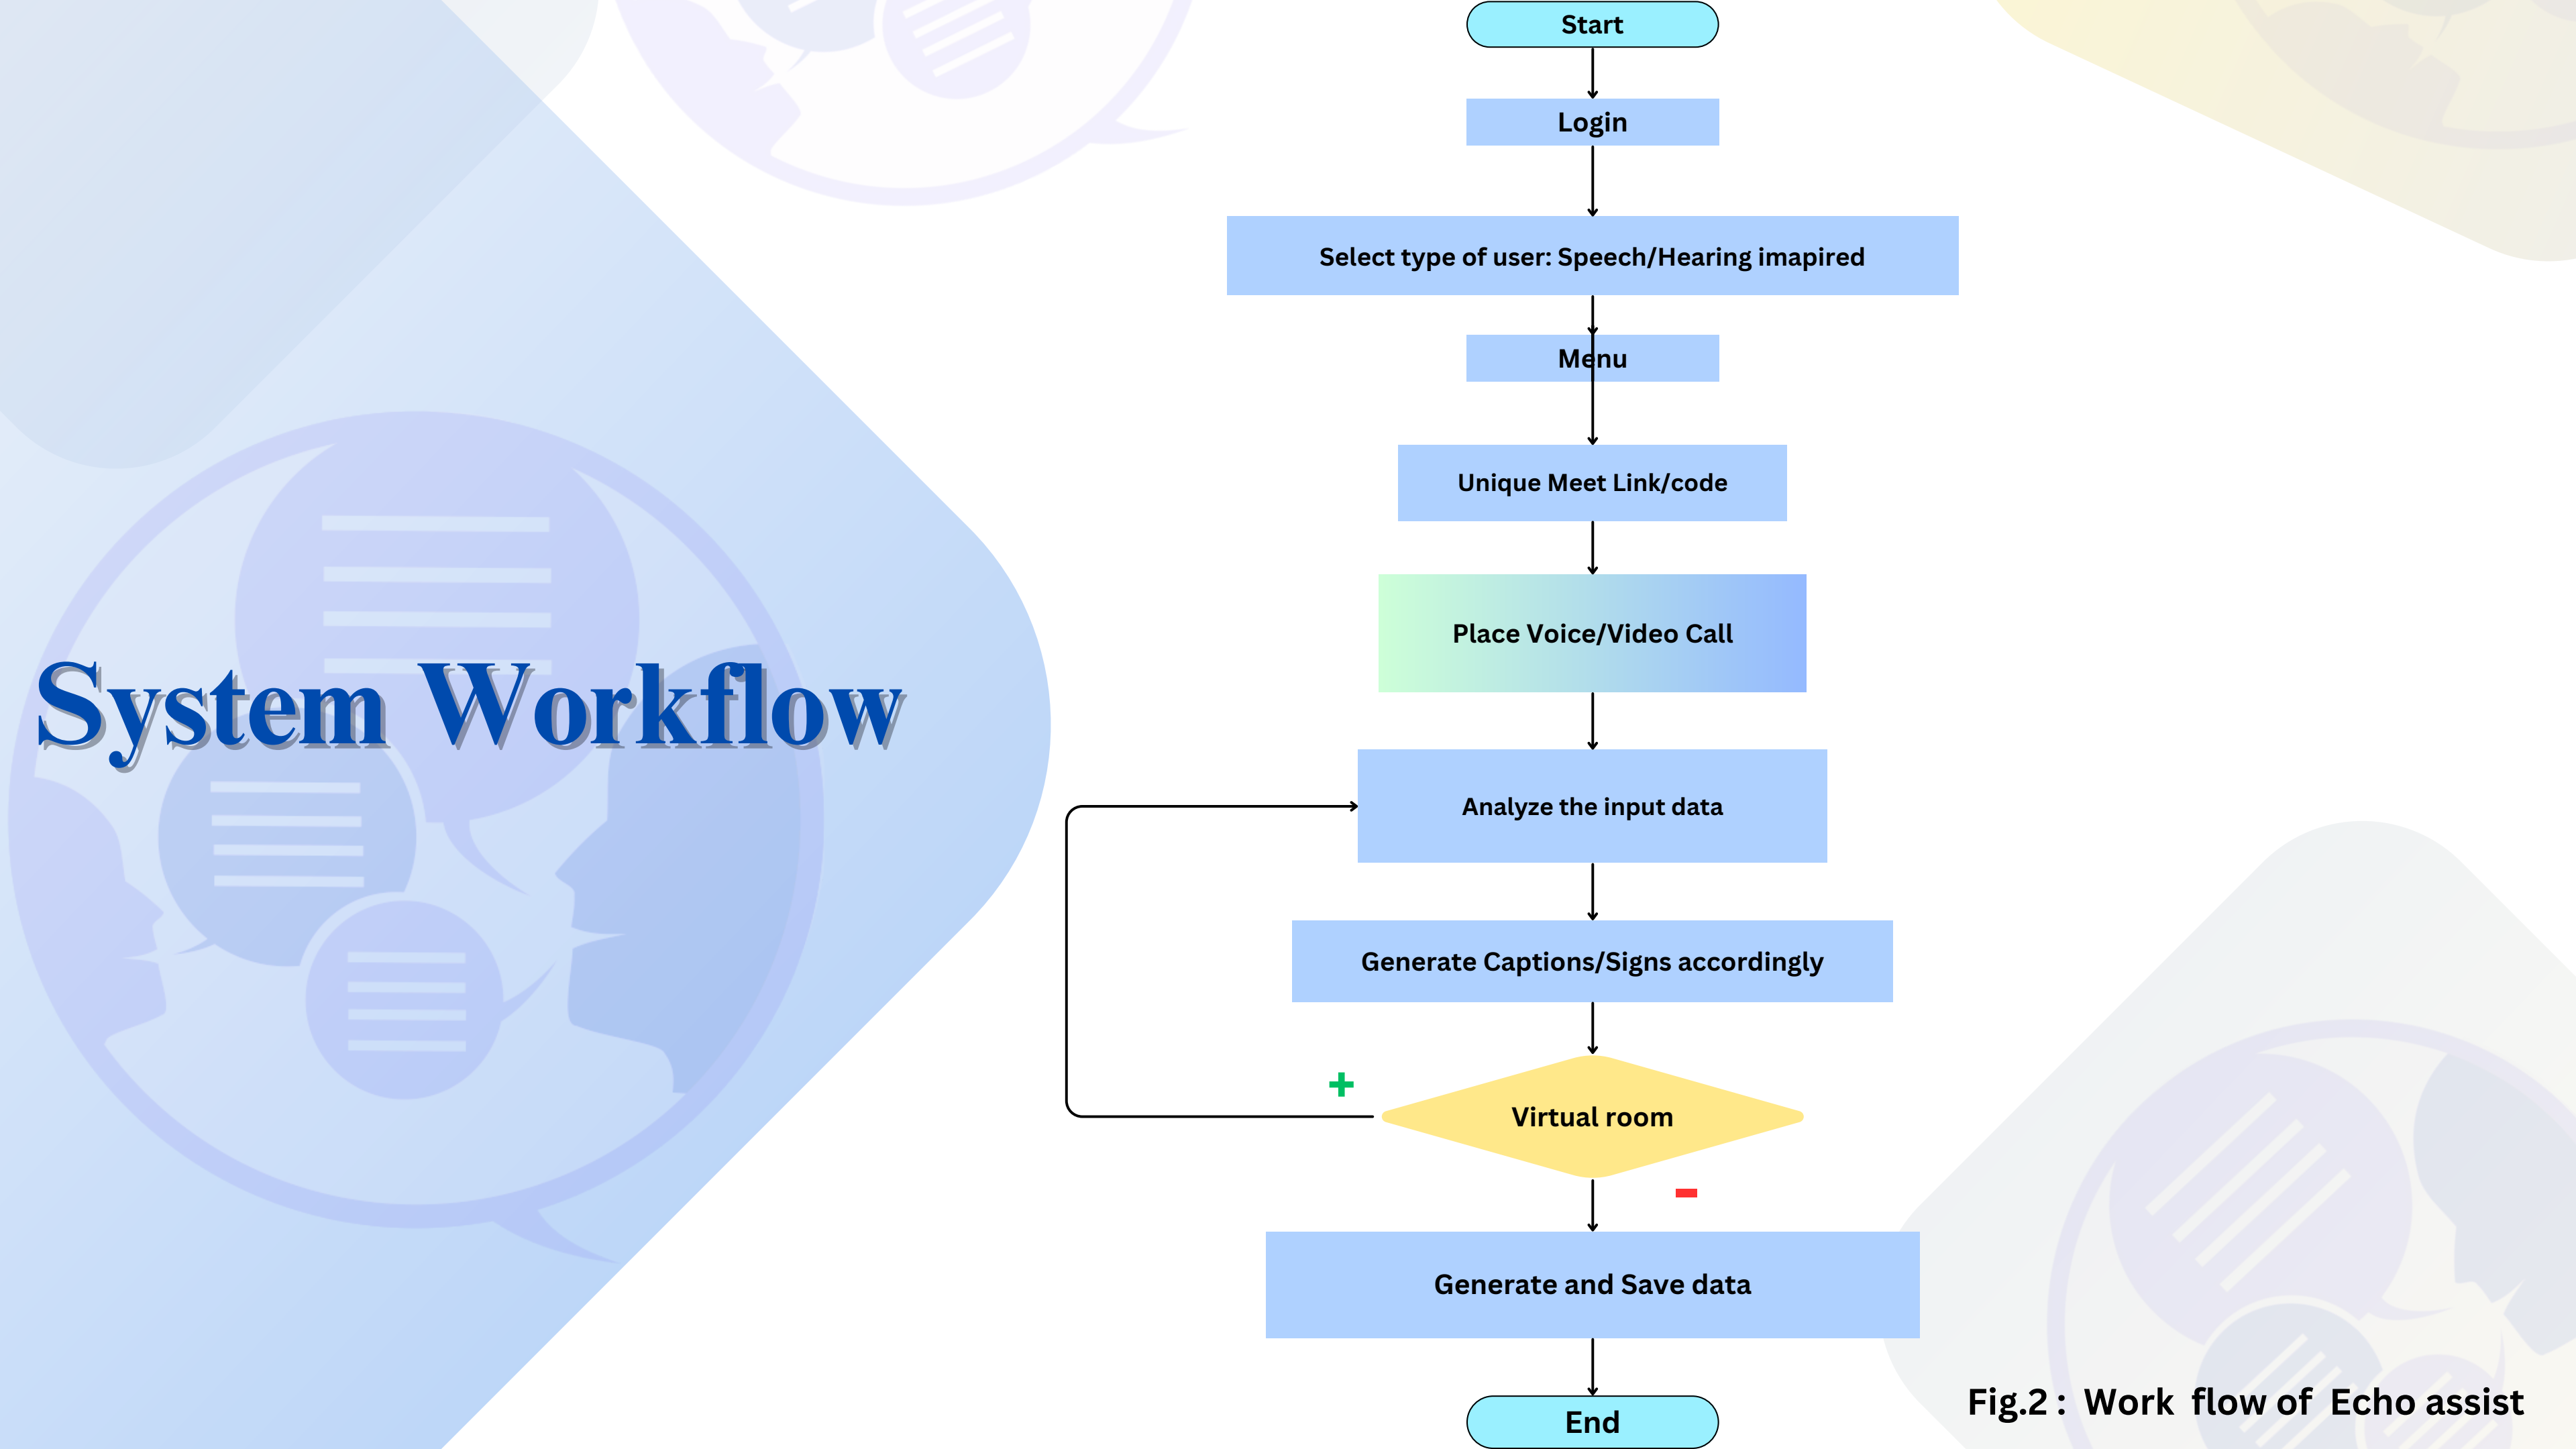 System Workflow
Start
Login
Select type of user: Speech/Hearing imapired
Menu
Unique Meet Link/code
Place Voice/Video Call
Analyze the input data
Generate Captions/Signs accordingly
+
Virtual room
-
Generate and Save data
End
Fig.2 : Work flow of Echo assist